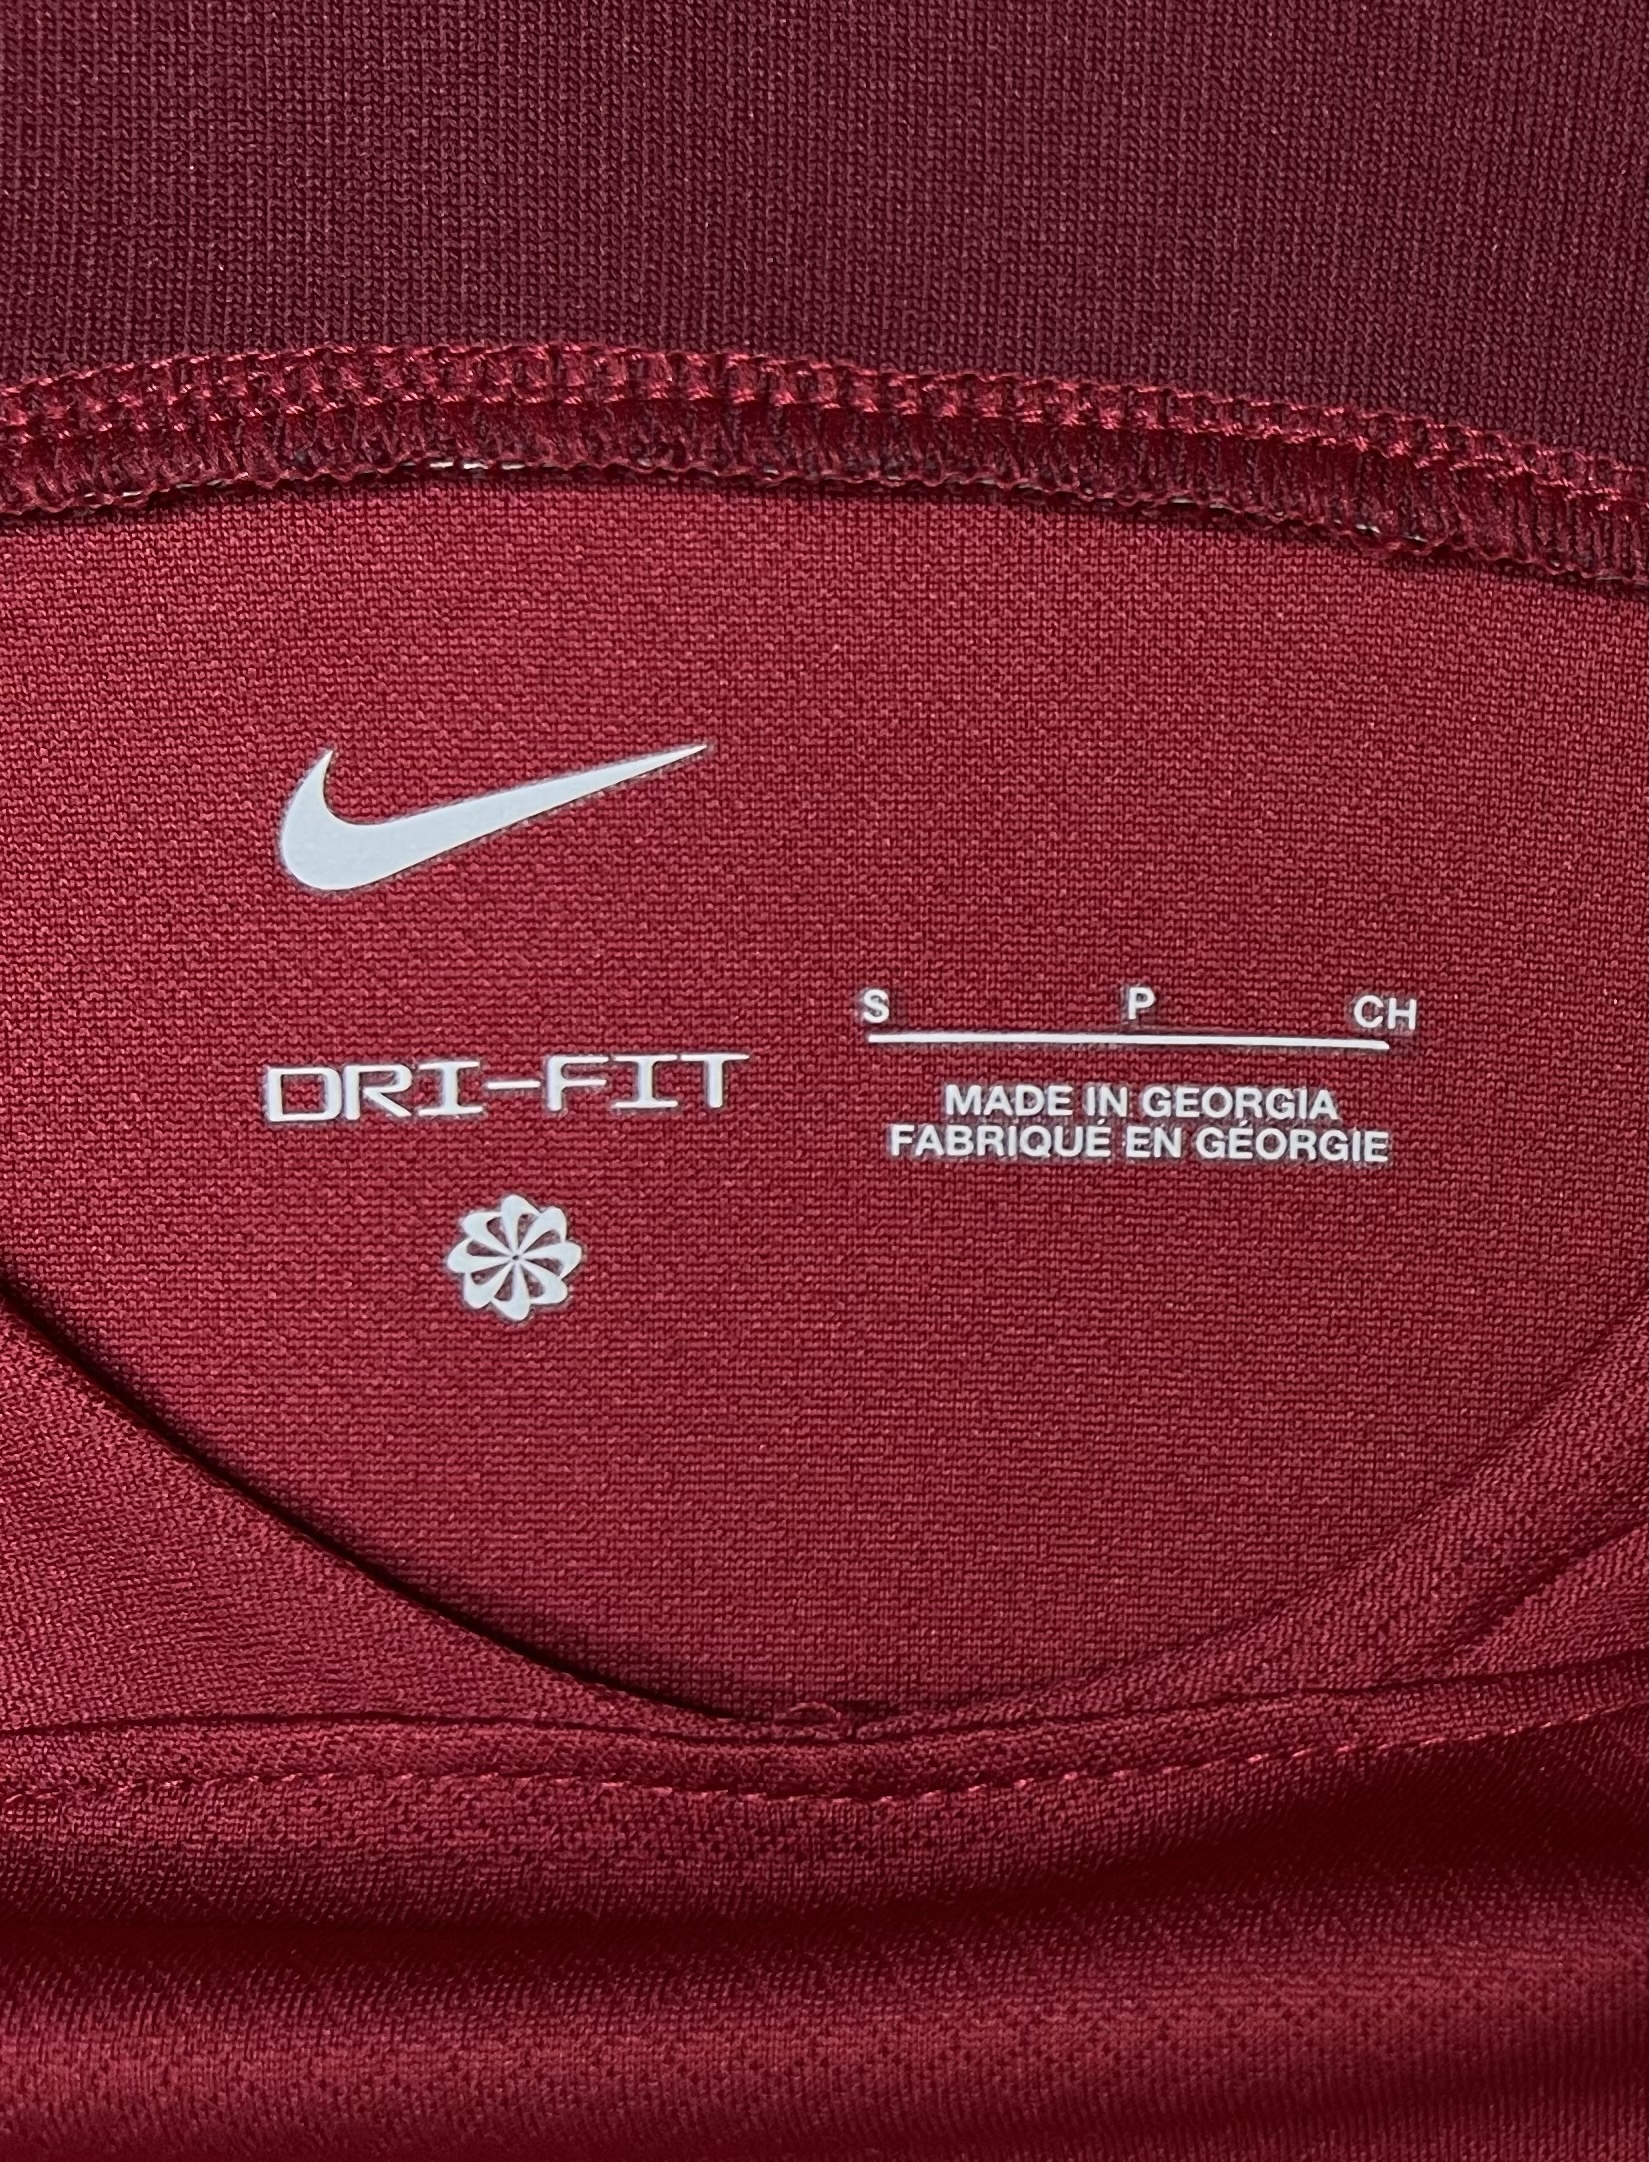 DRI-FIT
S P CH
MADE IN GEORGIA
FABRIQUÉ EN GÉORGIE